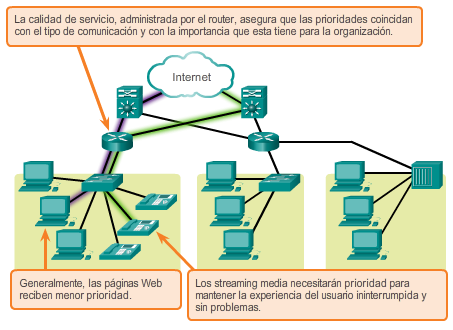 La calidad de servicio, administrada por el router, asegura que las prioridades coincidan
con el tipo de comunicación y con la importancia que esta tiene para la organización.
Internet
Generalmente, las páginas Web
reciben menor prioridad.
Los streaming media necesitarán prioridad para
mantener la experiencia del usuario ininterrumpida y
sin problemas.